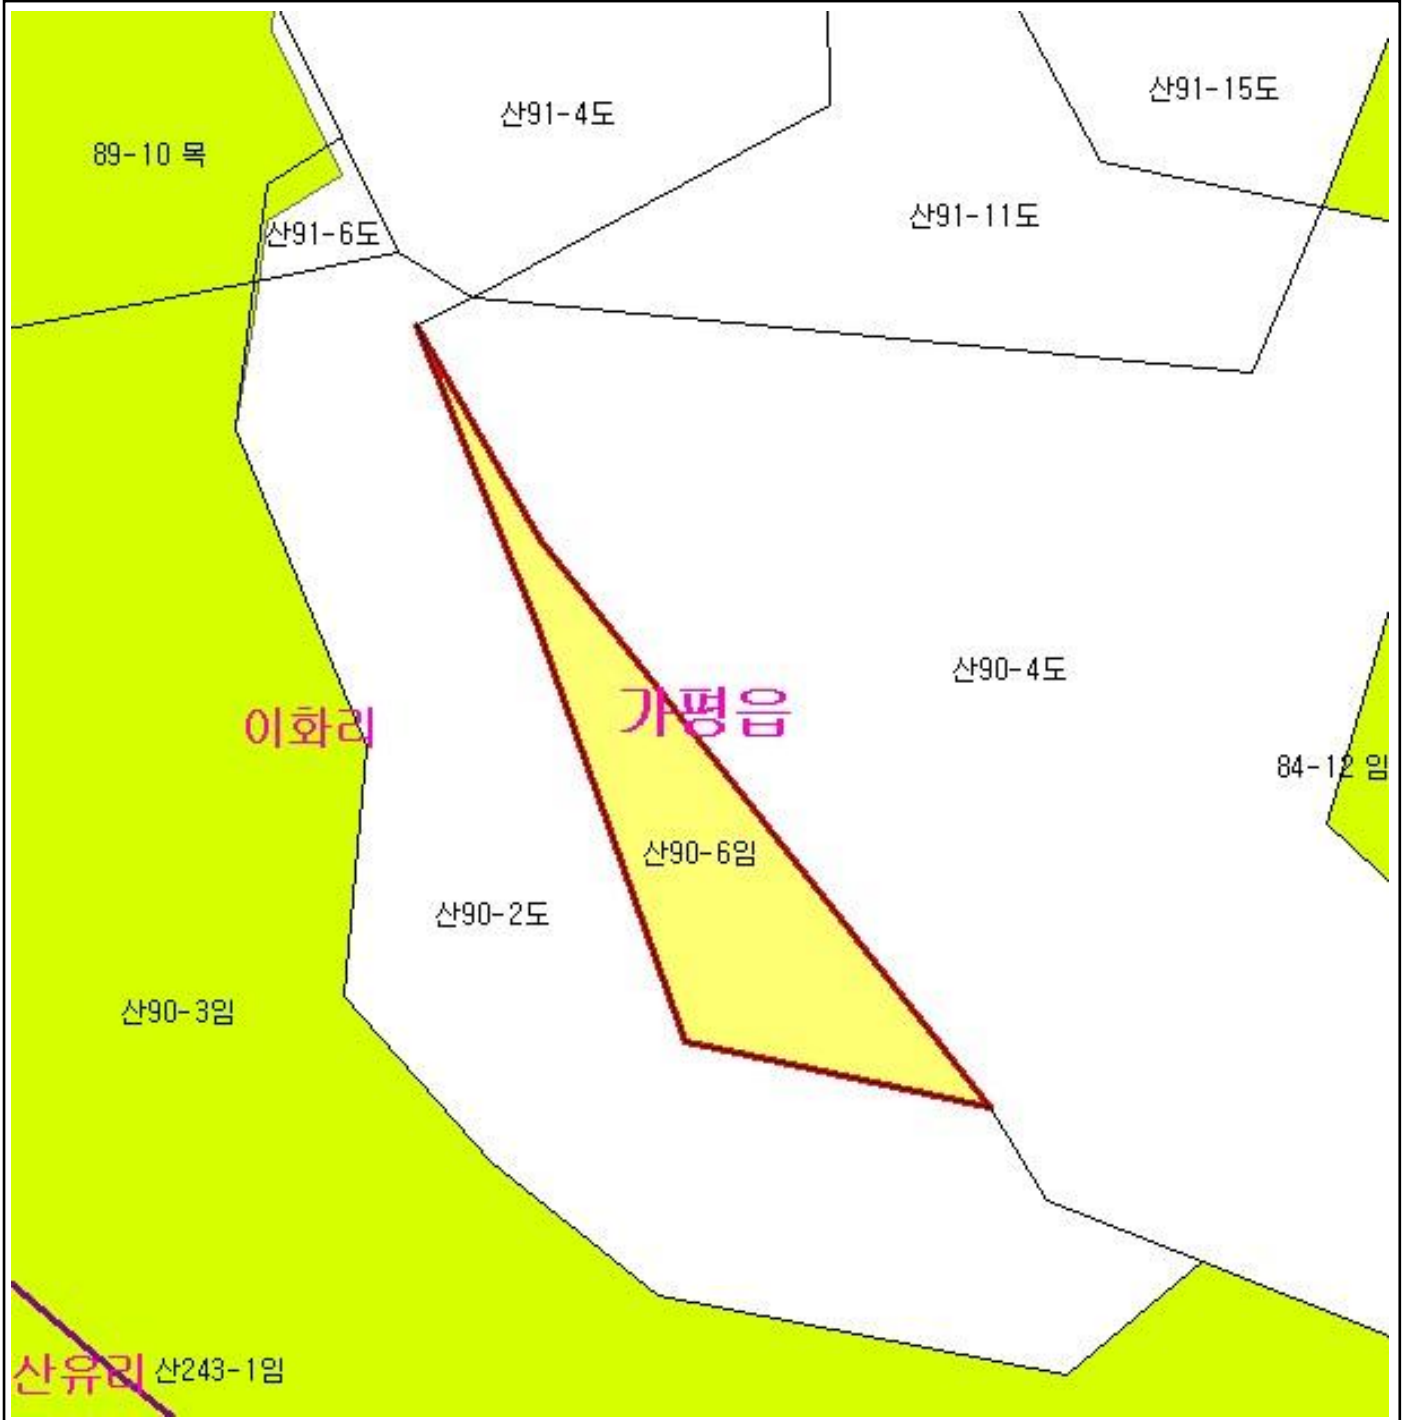 산91-15도
산91-4도
89-10 목
산91-11도
산91-6도
산90-4도
가평읍
이화리
84-12 임
산90-6임
산90-2도
산90-3임
산유리
산243-1임